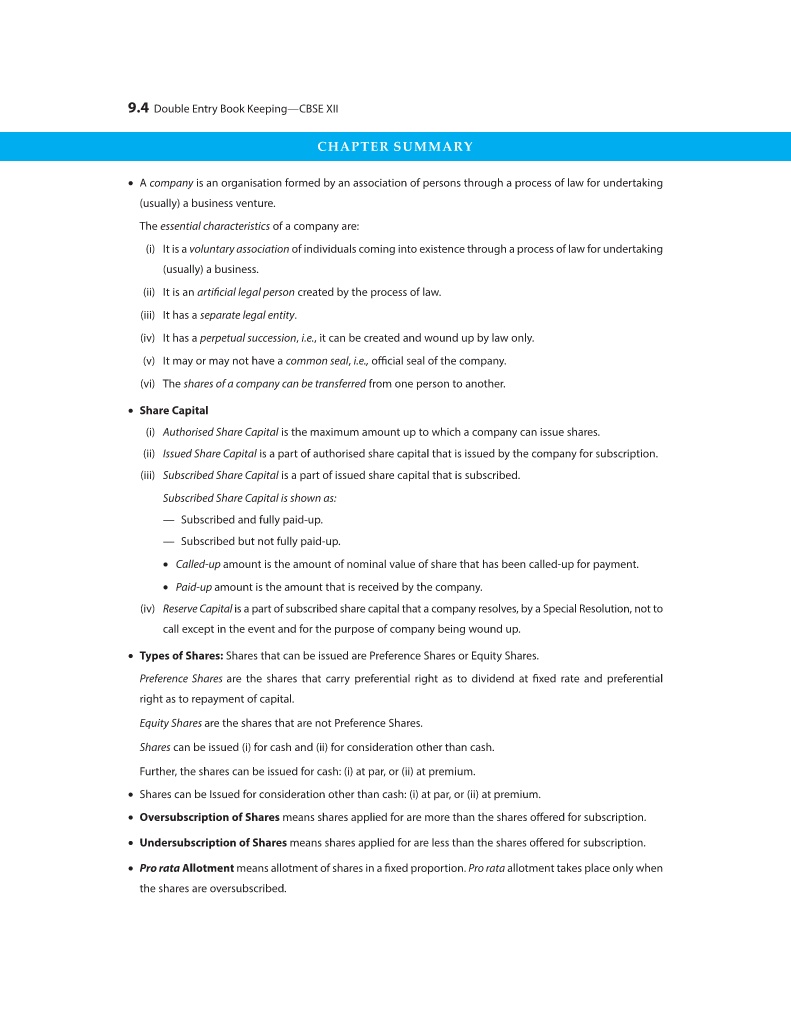 9.4 Double Entry Book Keeping—CBSE XII
CHAPTER SUMMARY
• A company is an organisation formed by an association of persons through a process of law for undertaking
(usually) a business venture.
The essential characteristics of a company are:
(i) It is a voluntary association of individuals coming into existence through a process of law for undertaking
(usually) a business.
(ii) It is an artificial legal person created by the process of law.
(iii) It has a separate legal entity.
(iv) It has a perpetual succession, i.e., it can be created and wound up by law only.
(v) It may or may not have a common seal, i.e., official seal of the company.
(vi) The shares of a company can be transferred from one person to another.
• Share Capital
(i) Authorised Share Capital is the maximum amount up to which a company can issue shares.
(ii) Issued Share Capital is a part of authorised share capital that is issued by the company for subscription.
(iii) Subscribed Share Capital is a part of issued share capital that is subscribed.
Subscribed Share Capital is shown as:
— Subscribed and fully paid-up.
— Subscribed but not fully paid-up.
• Called-up amount is the amount of nominal value of share that has been called-up for payment.
• Paid-up amount is the amount that is received by the company.
(iv) Reserve Capital is a part of subscribed share capital that a company resolves, by a Special Resolution, not to
call except in the event and for the purpose of company being wound up.
• Types of Shares: Shares that can be issued are Preference Shares or Equity Shares.
Preference Shares are the shares that carry preferential right as to dividend at fixed rate and preferential
right as to repayment of capital.
Equity Shares are the shares that are not Preference Shares.
Shares can be issued (i) for cash and (ii) for consideration other than cash.
Further, the shares can be issued for cash: (i) at par, or (ii) at premium.
• Shares can be Issued for consideration other than cash: (i) at par, or (ii) at premium.
• Oversubscription of Shares means shares applied for are more than the shares offered for subscription.
• Undersubscription of Shares means shares applied for are less than the shares offered for subscription.
• Pro rata Allotment means allotment of shares in a fixed proportion. Pro rata allotment takes place only when
the shares are oversubscribed.